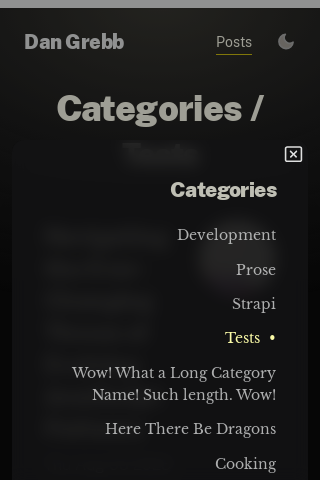 Dan Grebb
Posts
Categories /
Tests
Categories
Development
Prose
Strapi
Tests •
Wow! What a Long Category
Name! Such length. Wow!
Here There Be Dragons
Cooking